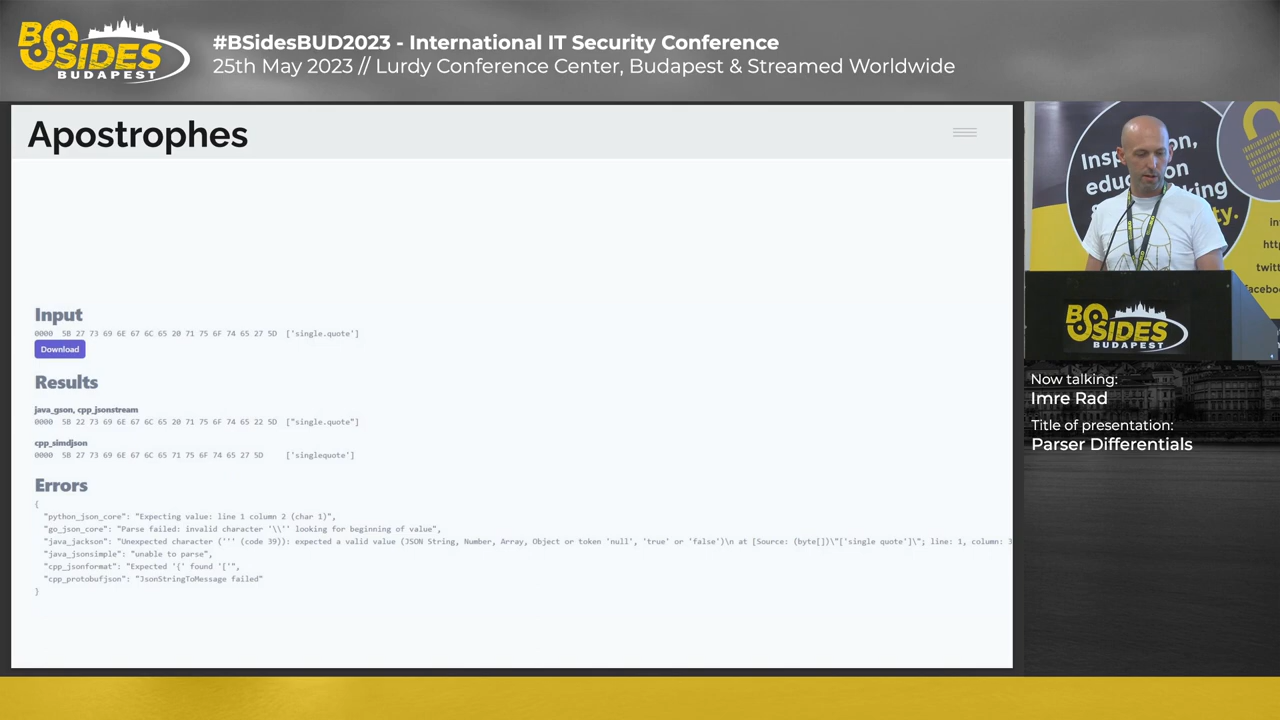 BSIDES
BUDAPEST
#BSidesBUD2023 - International IT Security Conference
25th May 2023 // Lurdy Conference Center, Budapest & Streamed Worldwide
Apostrophes
Input
0000 5B 27 73 69 6E 67 6C 65 20 71 75 6F 74 65 27 5D ['single.quote']
Download
Results
java_gson, cpp_jsonstream
0000 5B 22 73 69 6E 67 6C 65 20 71 75 6F 74 65 22 5D ["single.quote"]
cpp_simdjson
0000 5B 27 73 69 6E 67 6C 65 71 75 6F 74 65 27 5D ['singlequote']
Errors
{
"python_json_core": "Expecting value: line 1 column 2 (char 1)",
"go_json_core": "Parse failed: invalid character '\\'' looking for beginning of value",
"java_jackson": "Unexpected character (''' (code 39)): expected a valid value (JSON String, Number, Array, Object or token 'null', 'true' or 'false')\n at [Source: (byte[])\"['single quote']\"; line: 1, column: 3
"java_jsonsimple": "unable to parse",
"cpp_jsonformat": "Expected '{' found '['",
"cpp_protobufjson": "JsonStringToMessage failed"
}
BSIDES
BUDAPEST
Now talking:
Imre Rad
Title of presentation:
Parser Differentials